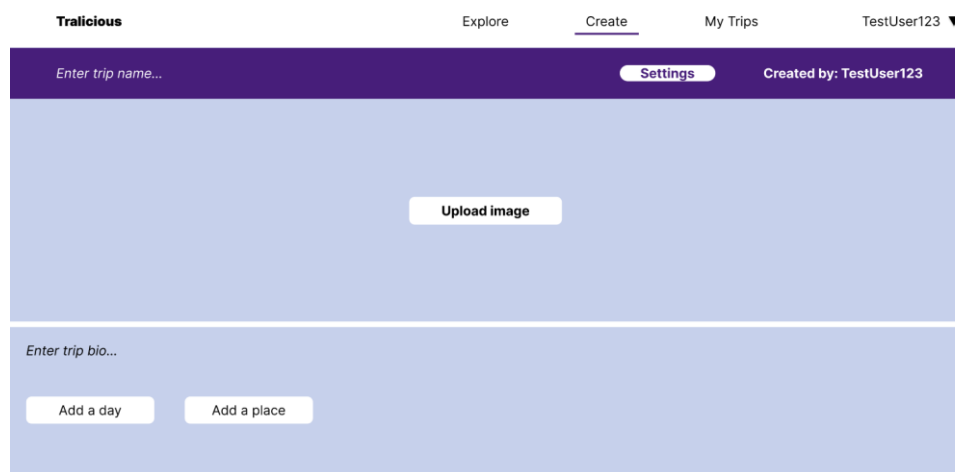 Tralicious Explore Create My Trips TestUser123 ▼
Enter trip name... Settings Created by: TestUser123
Upload image
Enter trip bio...
Add a day Add a place